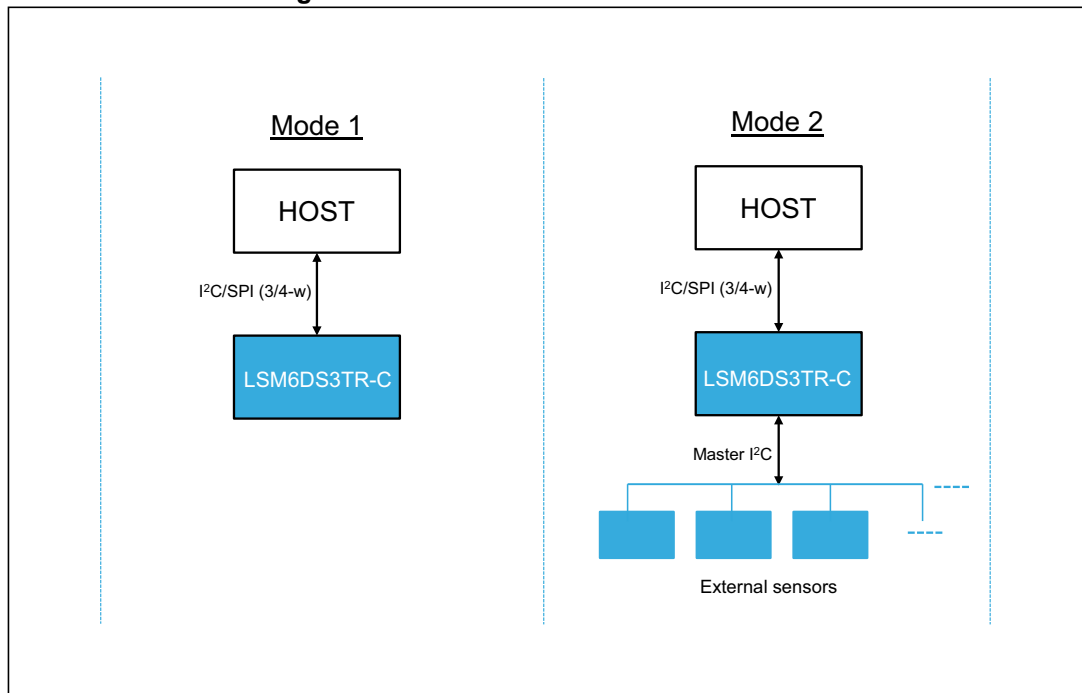 Mode 1
HOST
I²C/SPI (3/4-w)
LSM6DS3TR-C
Mode 2
HOST
I²C/SPI (3/4-w)
LSM6DS3TR-C
Master I²C
External sensors